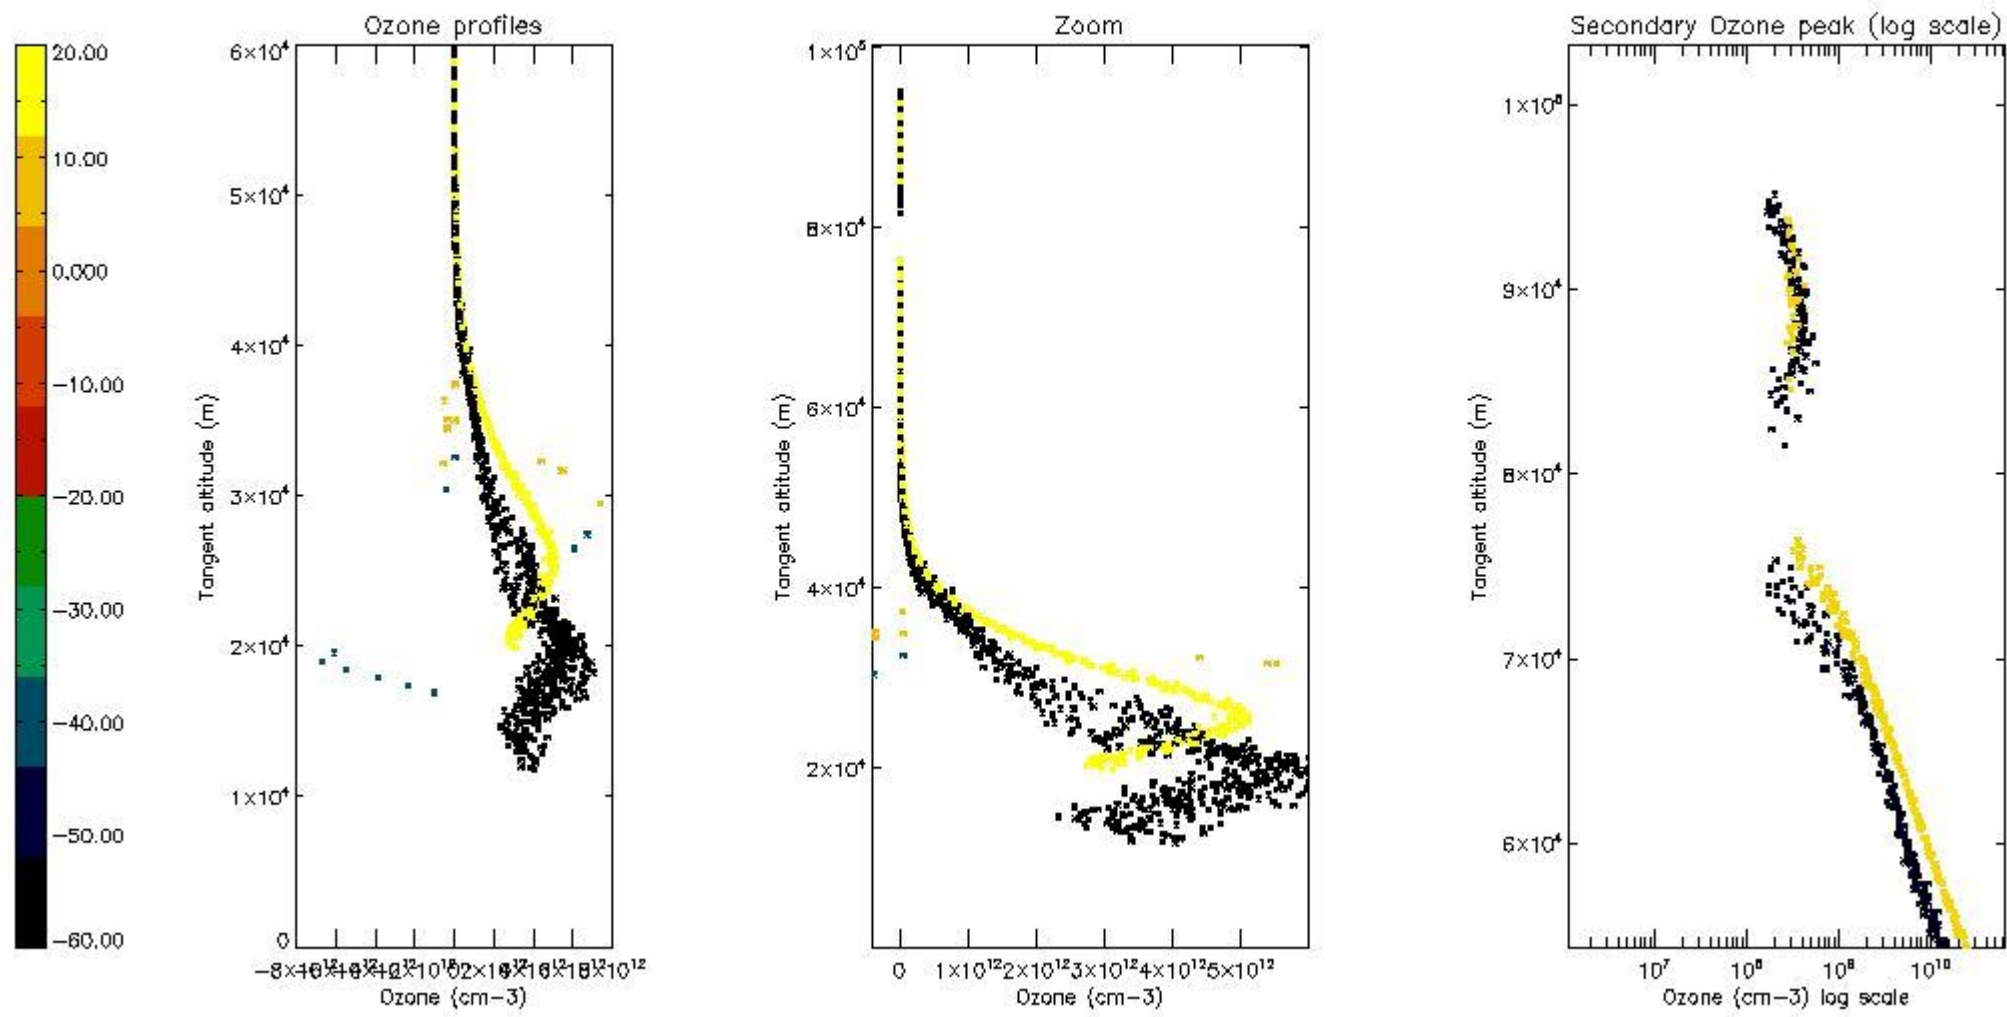 Ozone profiles
Zoom
Secondary Ozone peak (log scale)
20.00
10.00
0.000
−10.00
−20.00
−30.00
−40.00
−50.00
−60.00
6×10⁴
5×10⁴
4×10⁴
3×10⁴
2×10⁴
1×10⁴
0
Tangent altitude (m)
Ozone (cm−3)
1×10⁵
8×10⁴
6×10⁴
4×10⁴
2×10⁴
Tangent altitude (m)
0 1×10¹² 2×10¹² 3×10¹² 4×10¹² 5×10¹²
Ozone (cm−3)
9×10⁴
8×10⁴
7×10⁴
6×10⁴
Tangent altitude (m)
10⁷ 10⁸ 10⁹ 10¹⁰
Ozone (cm−3) log scale